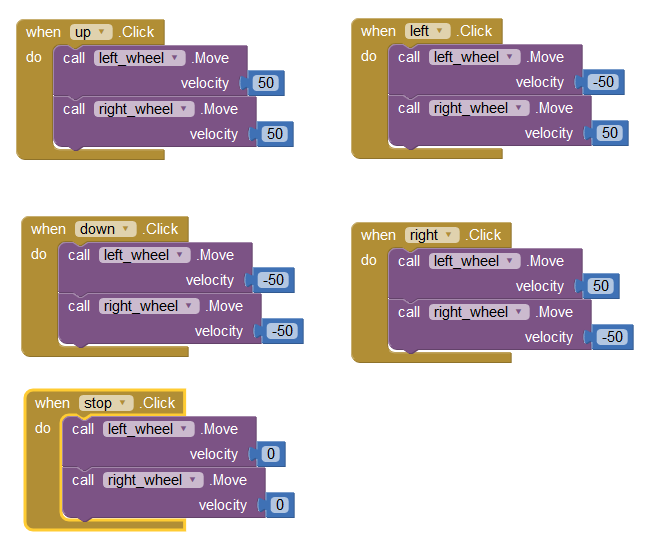 when up .Click
do call left_wheel .Move
velocity 50
call right_wheel .Move
velocity 50
when left .Click
do call left_wheel .Move
velocity -50
call right_wheel .Move
velocity 50
when down .Click
do call left_wheel .Move
velocity -50
call right_wheel .Move
velocity -50
when right .Click
do call left_wheel .Move
velocity 50
call right_wheel .Move
velocity -50
when stop .Click
do call left_wheel .Move
velocity 0
call right_wheel .Move
velocity 0